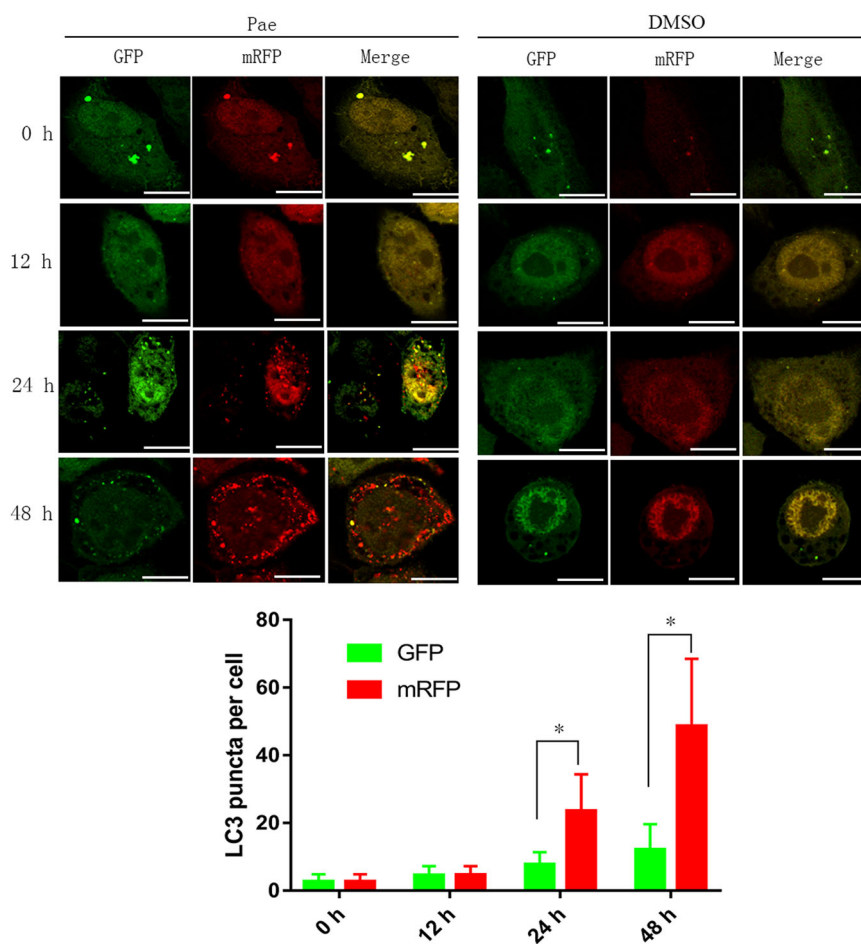 Pae DMSO
GFP mRFP Merge GFP mRFP Merge
0 h
12 h
24 h
48 h
80
60
40
20
0
LC3 puncta per cell
GFP
mRFP
*
*
0 h 12 h 24 h 48 h